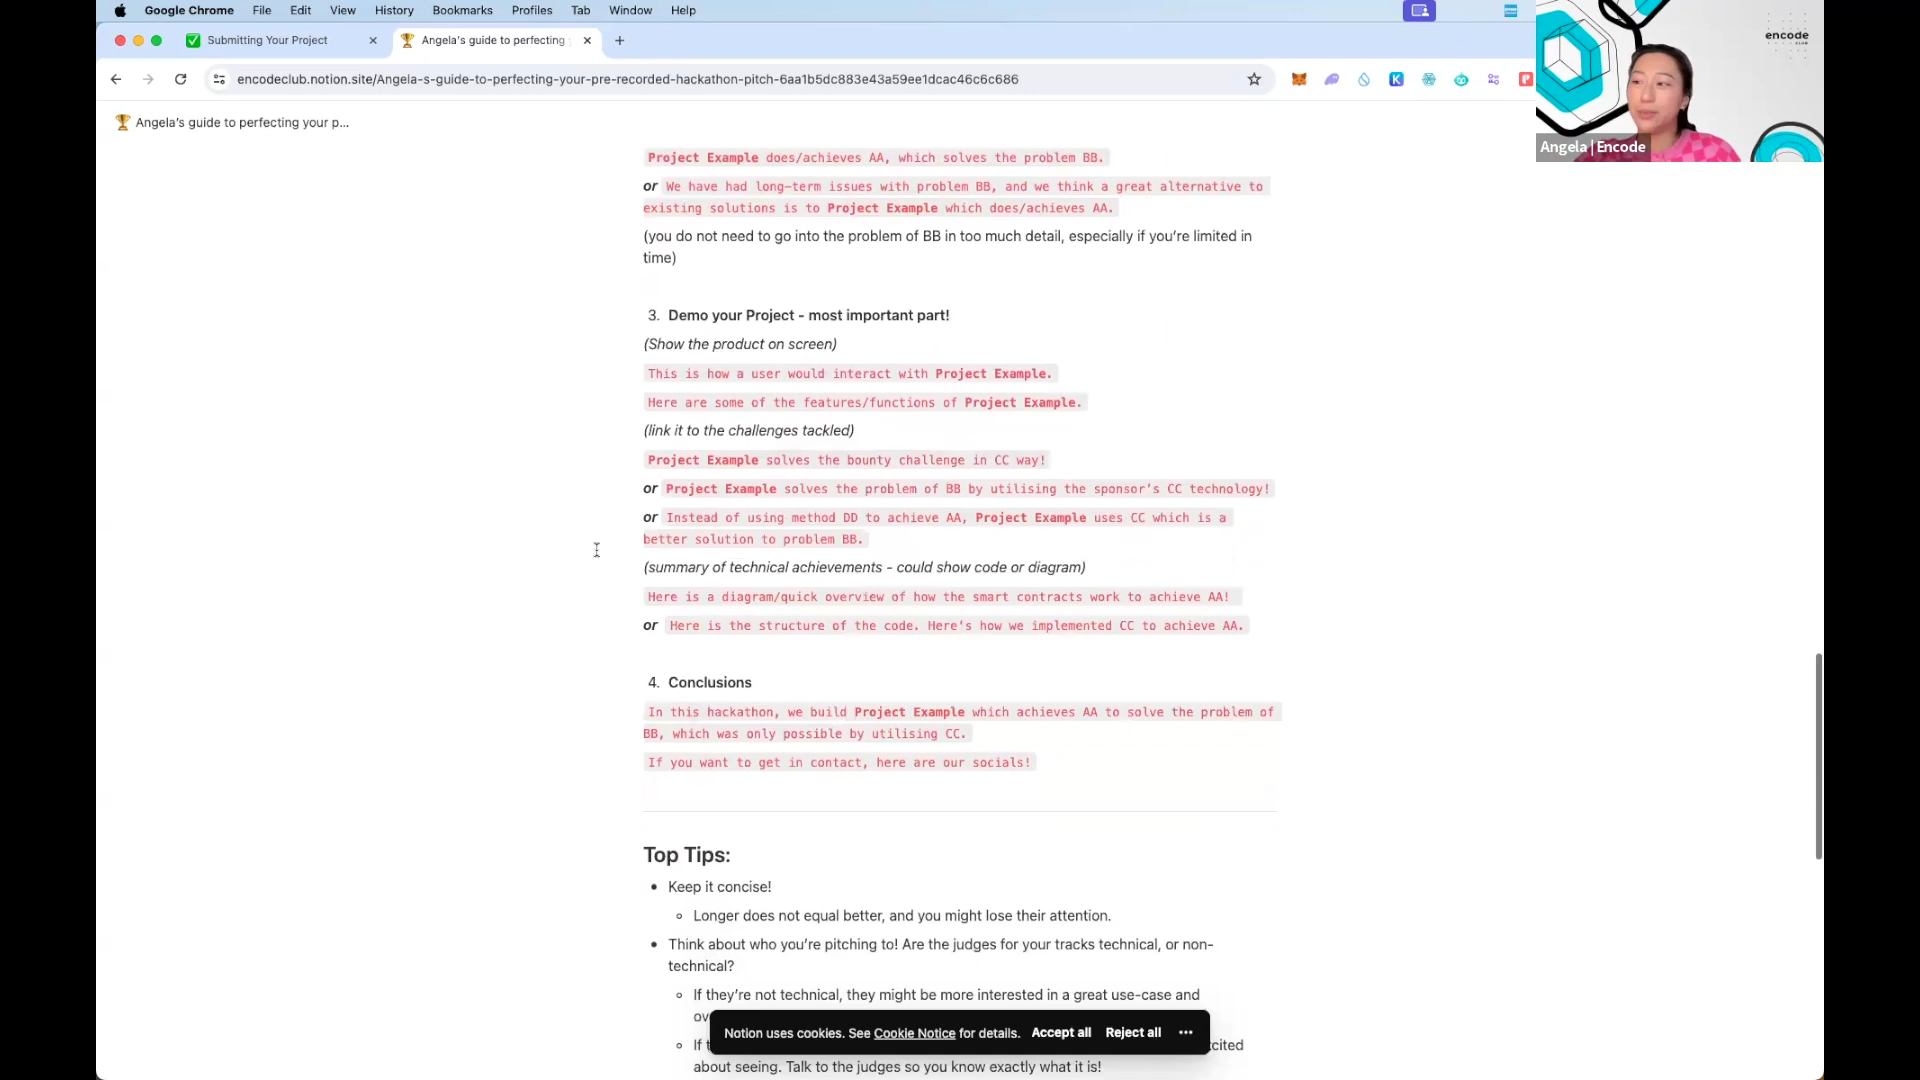 Google Chrome File Edit View History Bookmarks Profiles Tab Window Help
Submitting Your Project
Angela's guide to perfecting
encodeclub.notion.site/Angela-s-guide-to-perfecting-your-pre-recorded-hackathon-pitch-6aa1b5dc883e43a59ee1dcac46c6c686
encode
CLUB
Angela | Encode
Angela's guide to perfecting your p...
Project Example does/achieves AA, which solves the problem BB.
or We have had long-term issues with problem BB, and we think a great alternative to
existing solutions is to Project Example which does/achieves AA.
(you do not need to go into the problem of BB in too much detail, especially if you're limited in
time)
3. Demo your Project - most important part!
(Show the product on screen)
This is how a user would interact with Project Example.
Here are some of the features/functions of Project Example.
(link it to the challenges tackled)
Project Example solves the bounty challenge in CC way!
or Project Example solves the problem of BB by utilising the sponsor's CC technology!
or Instead of using method DD to achieve AA, Project Example uses CC which is a
better solution to problem BB.
(summary of technical achievements - could show code or diagram)
Here is a diagram/quick overview of how the smart contracts work to achieve AA!
or Here is the structure of the code. Here's how we implemented CC to achieve AA.
4. Conclusions
In this hackathon, we build Project Example which achieves AA to solve the problem of
BB, which was only possible by utilising CC.
If you want to get in contact, here are our socials!
Top Tips:
Keep it concise!
Longer does not equal better, and you might lose their attention.
Think about who you're pitching to! Are the judges for your tracks technical, or non-
technical?
If they're not technical, they might be more interested in a great use-case and
Notion uses cookies. See Cookie Notice for details. Accept all Reject all
If
about seeing. Talk to the judges so you know exactly what it is!